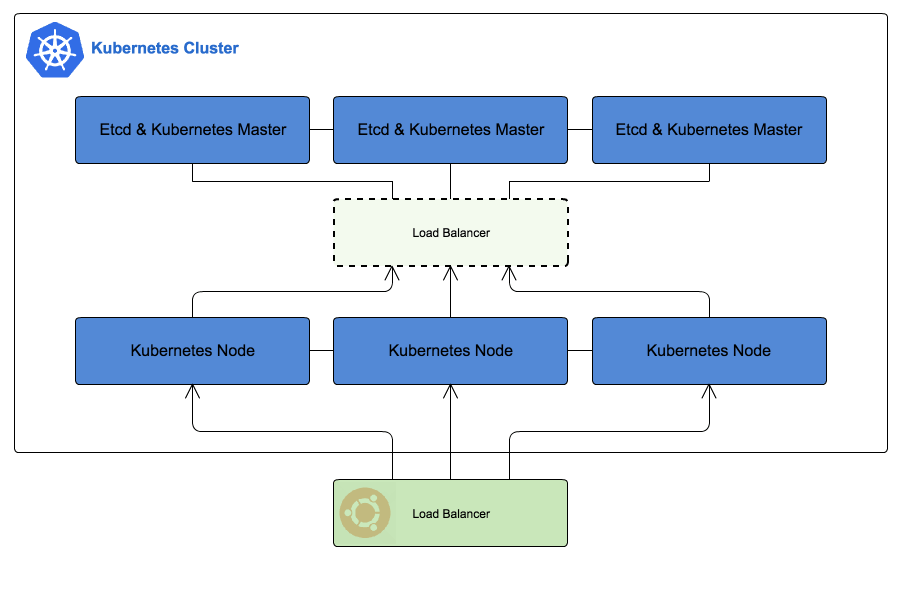 Kubernetes Cluster
Etcd & Kubernetes Master
Etcd & Kubernetes Master
Etcd & Kubernetes Master
Load Balancer
Kubernetes Node
Kubernetes Node
Kubernetes Node
Load Balancer